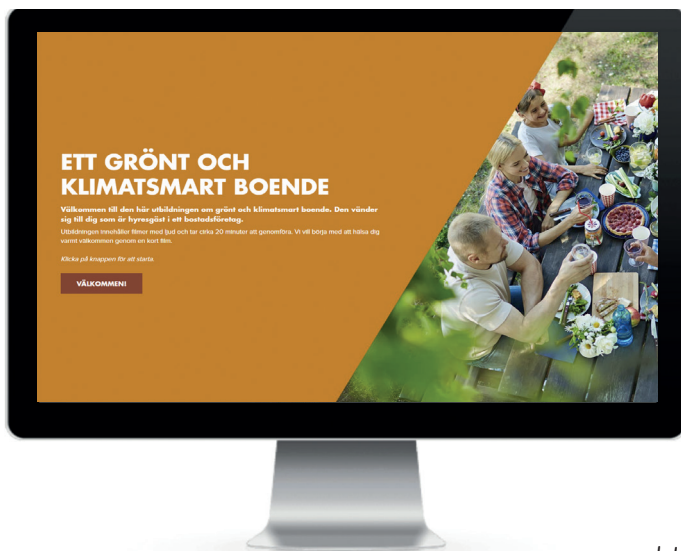 ETT GRÖNT OCH
KLIMATSMART BOENDE
Välkommen till den här utbildningen om grönt och klimatsmart boende. Den vänder
sig till dig som är hyresgäst i ett bostadsföretag.
Utbildningen innehåller filmer med ljud och tar cirka 20 minuter att genomföra. Vi vill börja med att hälsa dig
varmt välkommen genom en kort film.
Klicka på knappen för att starta.
VÄLKOMMEN!